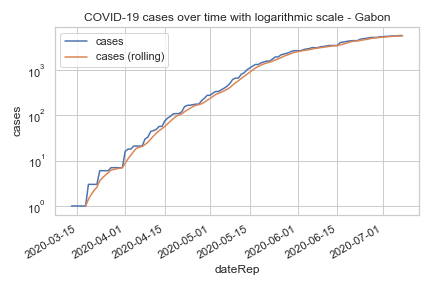 COVID-19 cases over time with logarithmic scale - Gabon
cases
cases (rolling)
cases
10³
10²
10¹
10⁰
2020-03-15
2020-04-01
2020-04-15
2020-05-01
2020-05-15
2020-06-01
2020-06-15
2020-07-01
dateRep